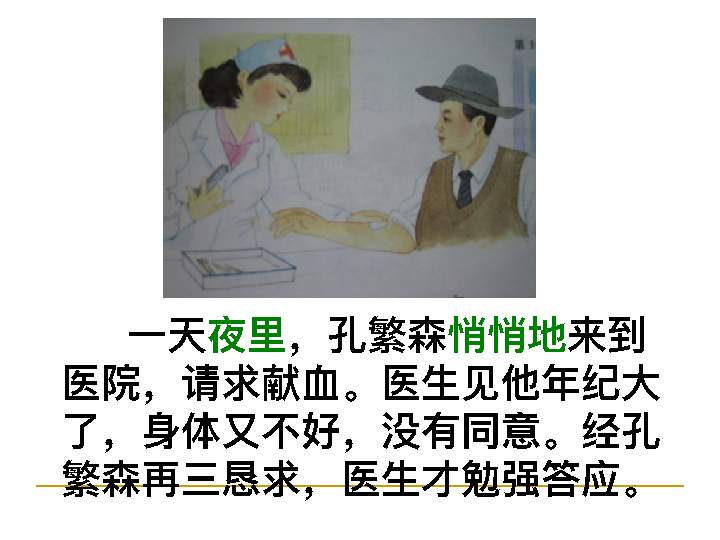 第1
一天夜里，孔繁森悄悄地来到
医院，请求献血。医生见他年纪大
了，身体又不好，没有同意。经孔
繁森再三恳求，医生才勉强答应。